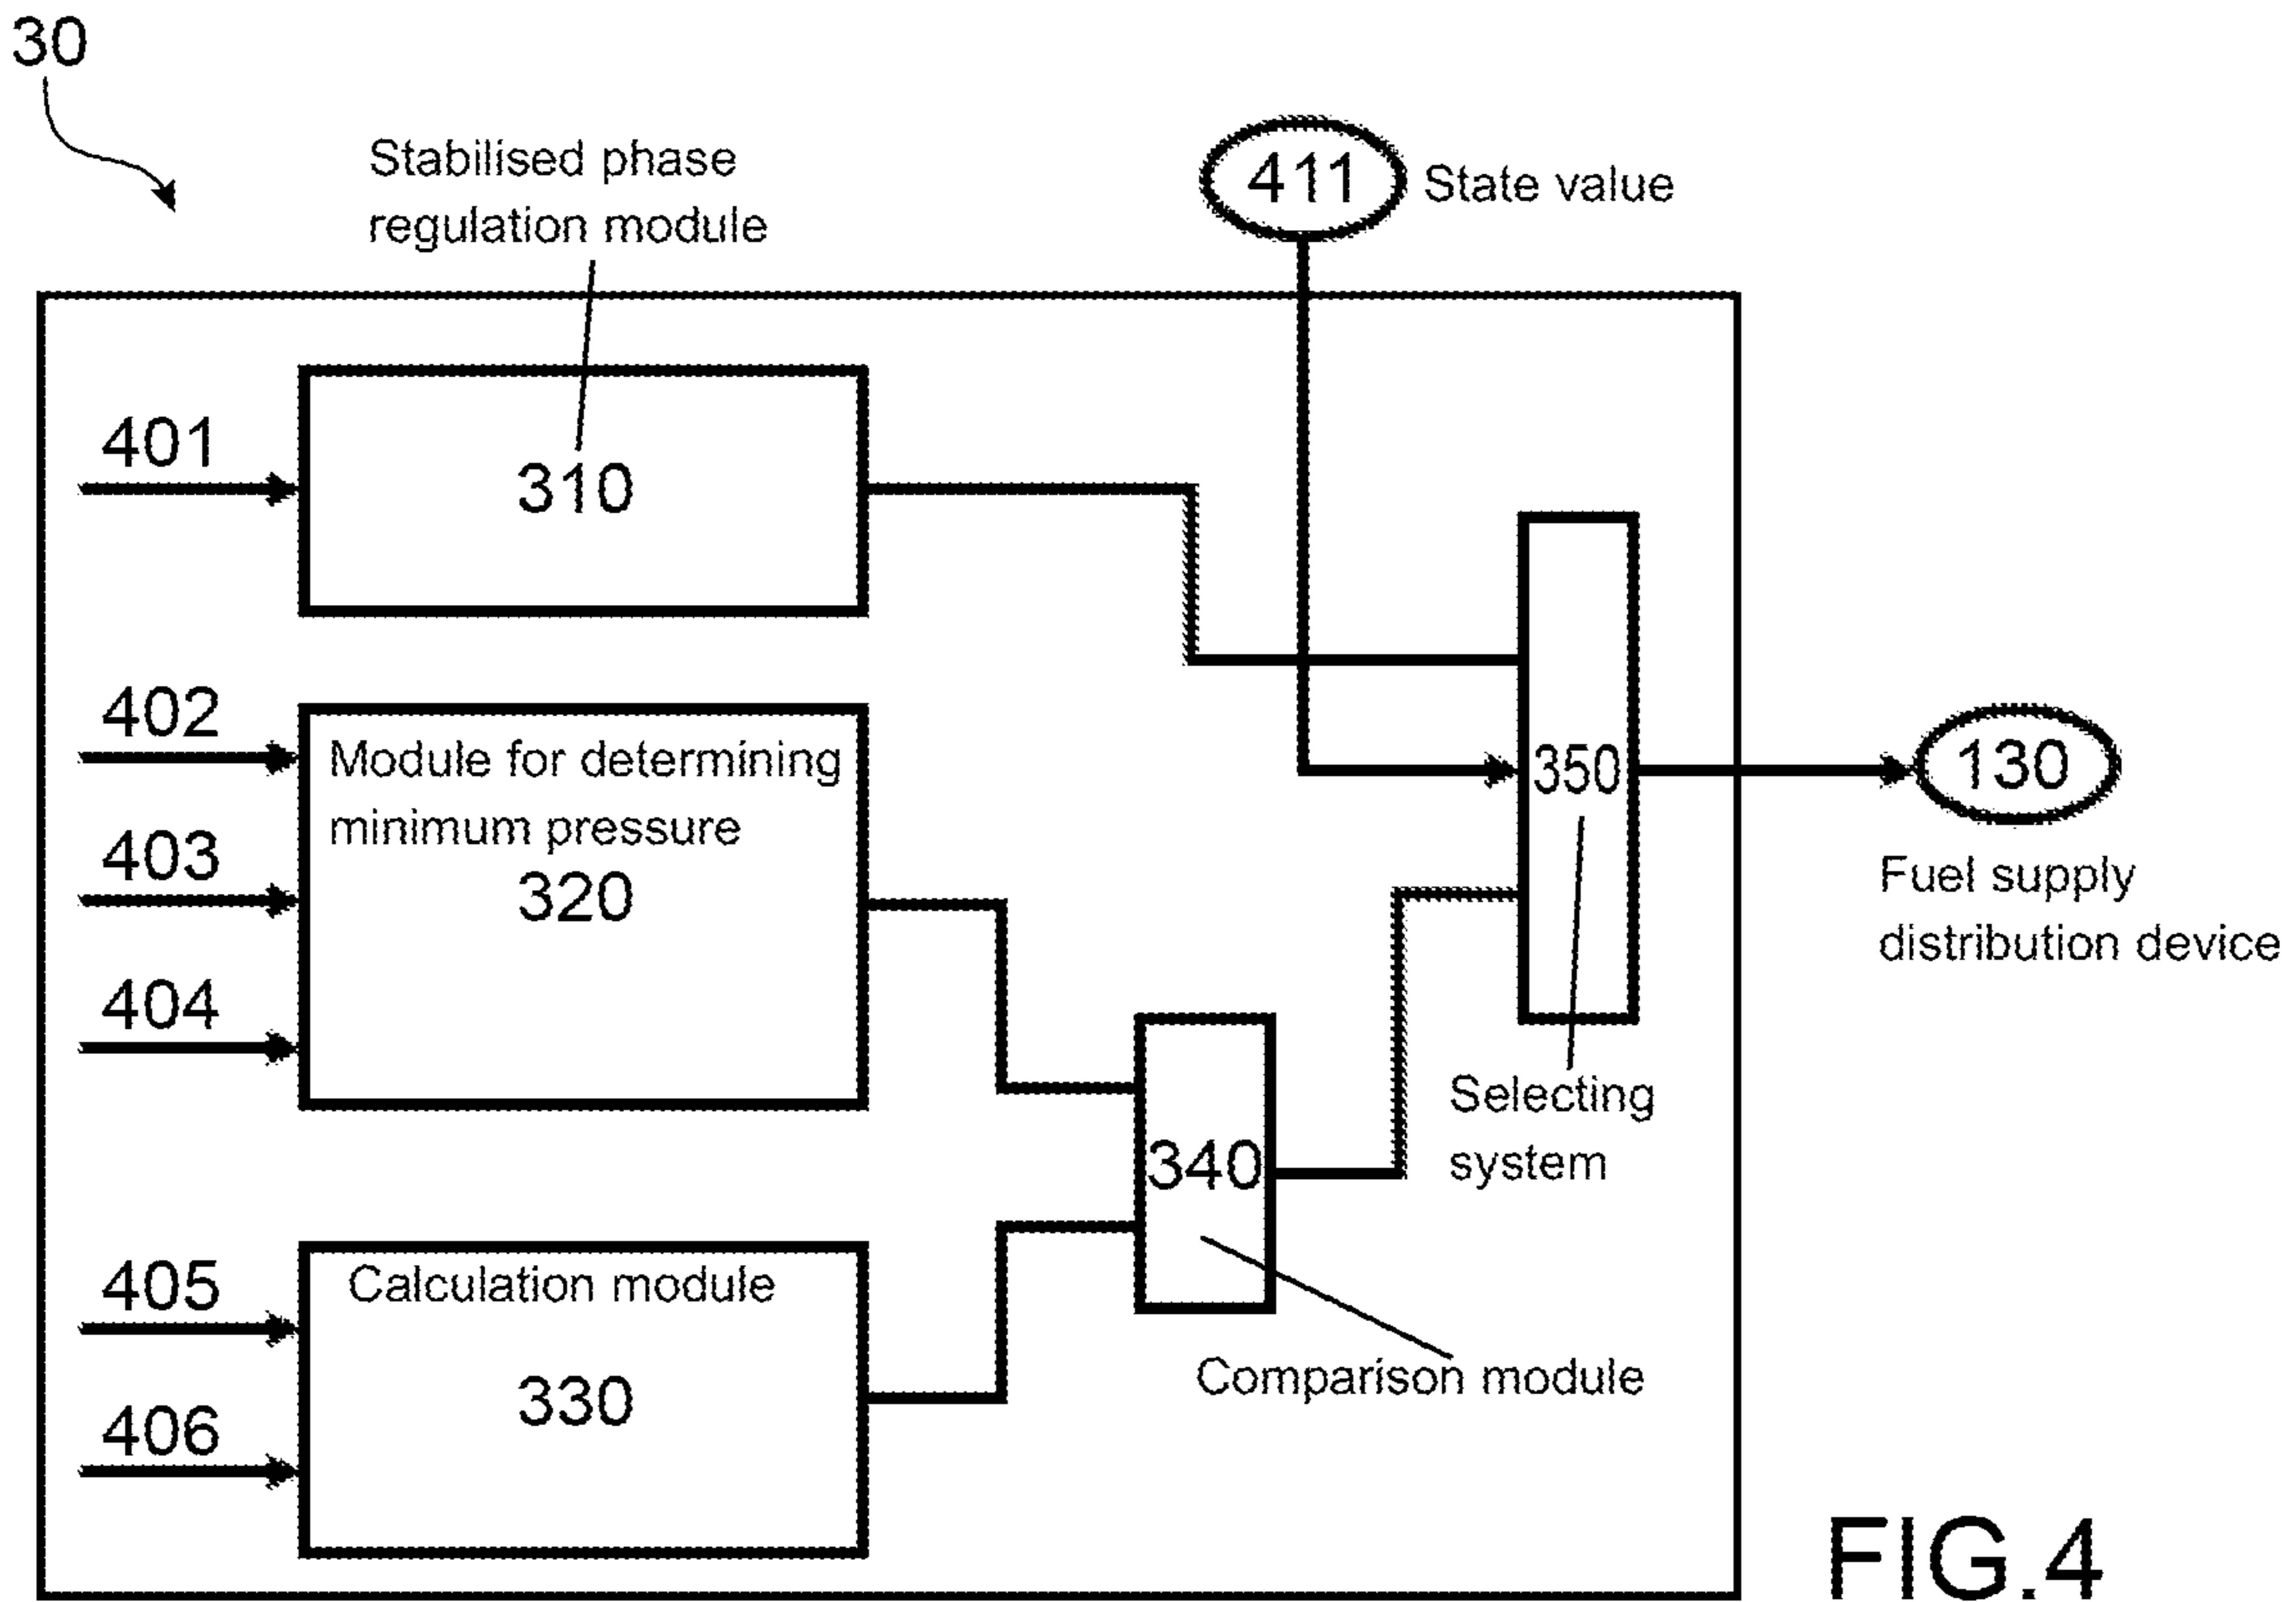 30
Stabilised phase
regulation module
411
State value
401
310
402
Module for determining
minimum pressure
403
320
404
350
130
Fuel supply
distribution device
Selecting
system
340
405
Calculation module
406
330
Comparison module
FIG.4